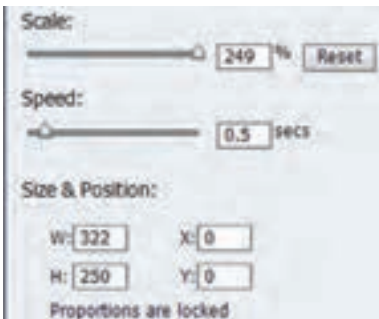 Scale:
249 % Reset
Speed:
0.5 secs
Size & Position:
W: 322 X: 0
H: 250 Y: 0
Proportions are locked